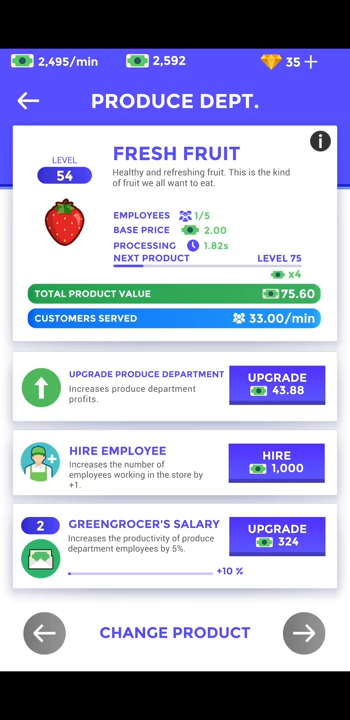 2,495/min 2,592 35 +
PRODUCE DEPT.
FRESH FRUIT
LEVEL
54
Healthy and refreshing fruit. This is the kind
of fruit we all want to eat.
EMPLOYEES 1/5
BASE PRICE 2.00
PROCESSING 1.82s
NEXT PRODUCT LEVEL 75
x4
TOTAL PRODUCT VALUE 75.60
CUSTOMERS SERVED 33.00/min
UPGRADE PRODUCE DEPARTMENT
Increases produce department
profits.
UPGRADE
43.88
HIRE EMPLOYEE
Increases the number of
employees working in the store by
+1.
HIRE
1,000
2 GREENGROCER'S SALARY
Increases the productivity of produce
department employees by 5%.
+10 %
UPGRADE
324
CHANGE PRODUCT